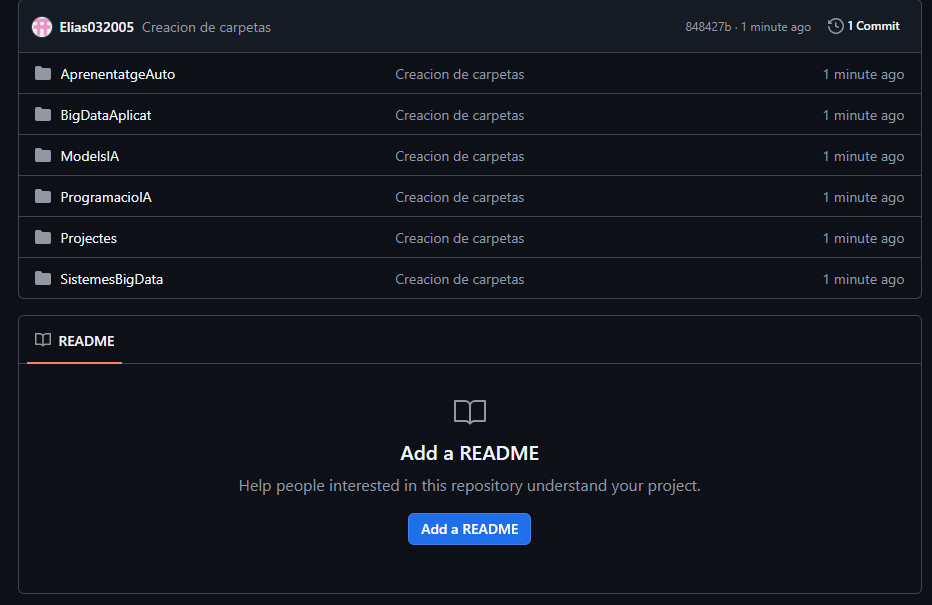 Elias032005 Creacion de carpetas 848427b · 1 minute ago 1 Commit
AprenentatgeAuto Creacion de carpetas 1 minute ago
BigDataAplicat Creacion de carpetas 1 minute ago
ModelsIA Creacion de carpetas 1 minute ago
ProgramacioIA Creacion de carpetas 1 minute ago
Projectes Creacion de carpetas 1 minute ago
SistemesBigData Creacion de carpetas 1 minute ago
README
Add a README
Help people interested in this repository understand your project.
Add a README